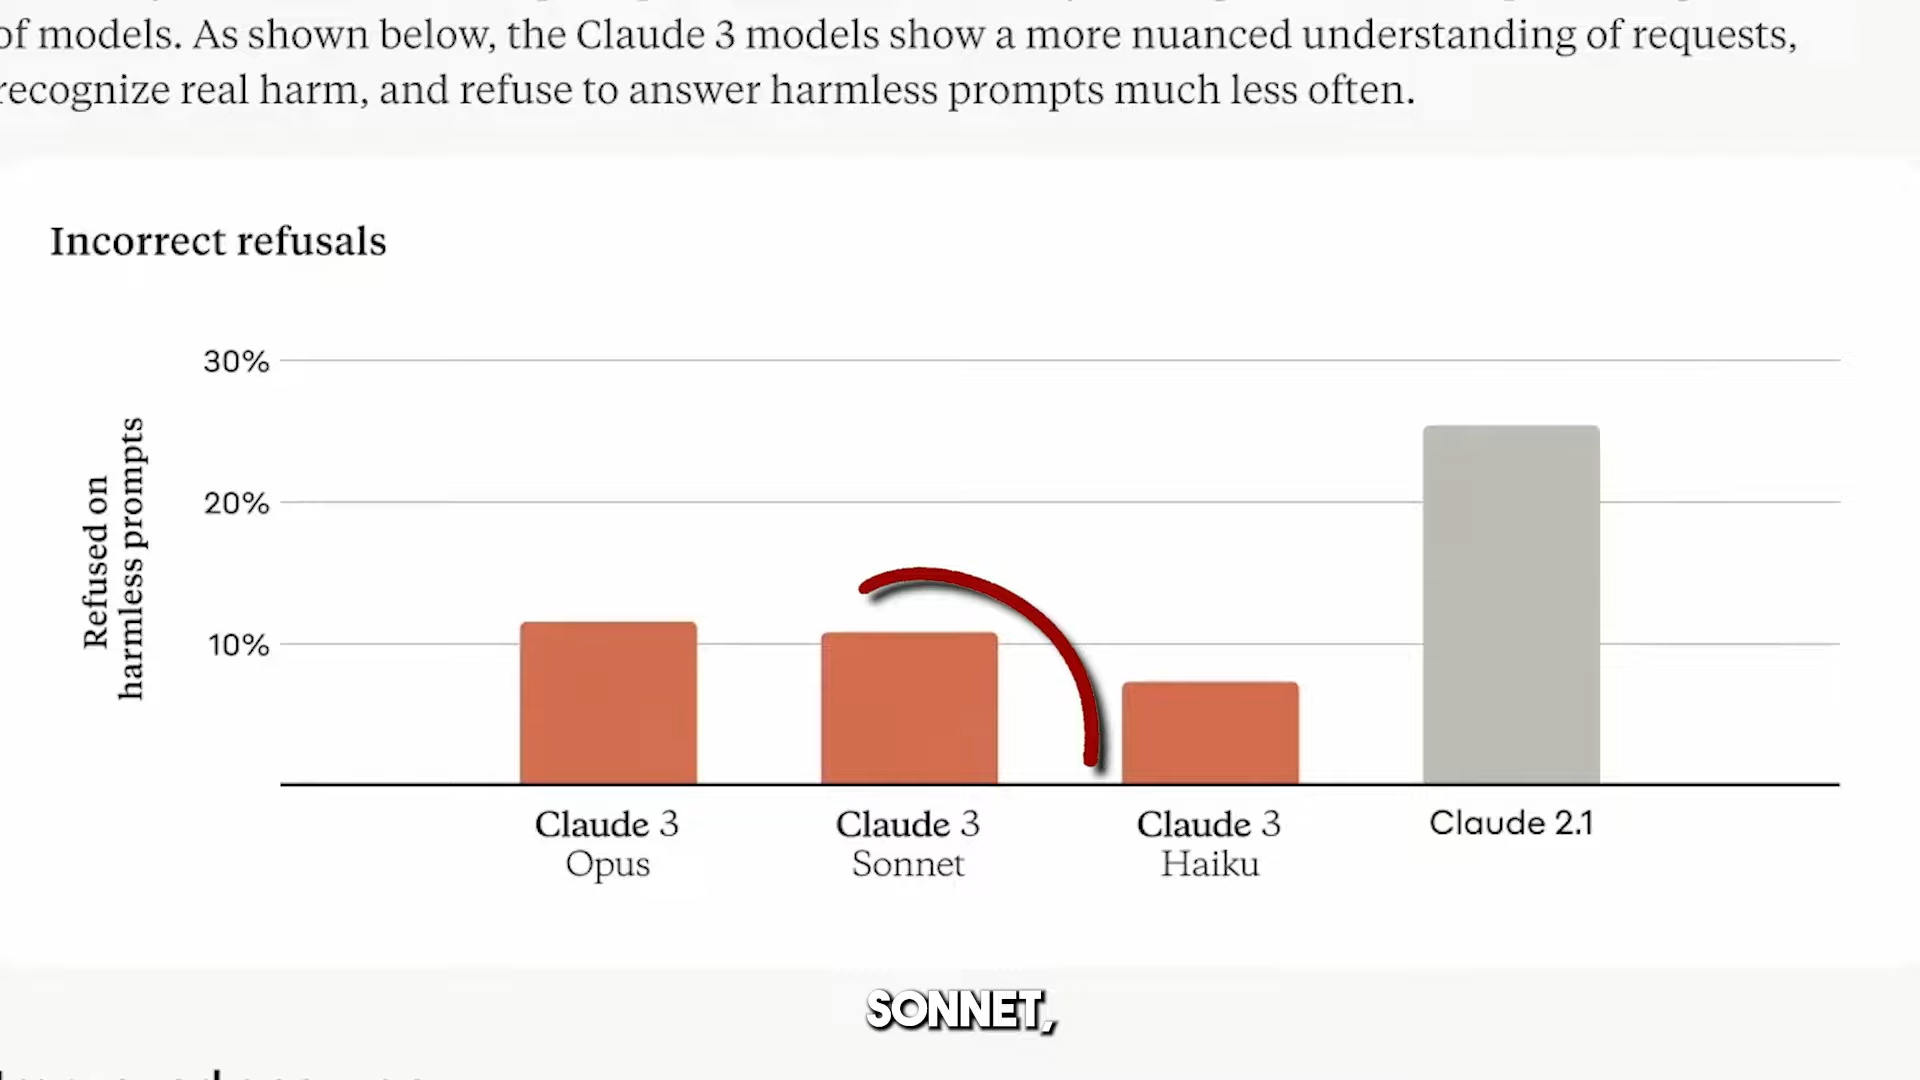 of models. As shown below, the Claude 3 models show a more nuanced understanding of requests,
recognize real harm, and refuse to answer harmless prompts much less often.
Incorrect refusals
30%
20%
10%
Refused on
harmless prompts
Claude 3
Opus
Claude 3
Sonnet
Claude 3
Haiku
Claude 2.1
SONNET,